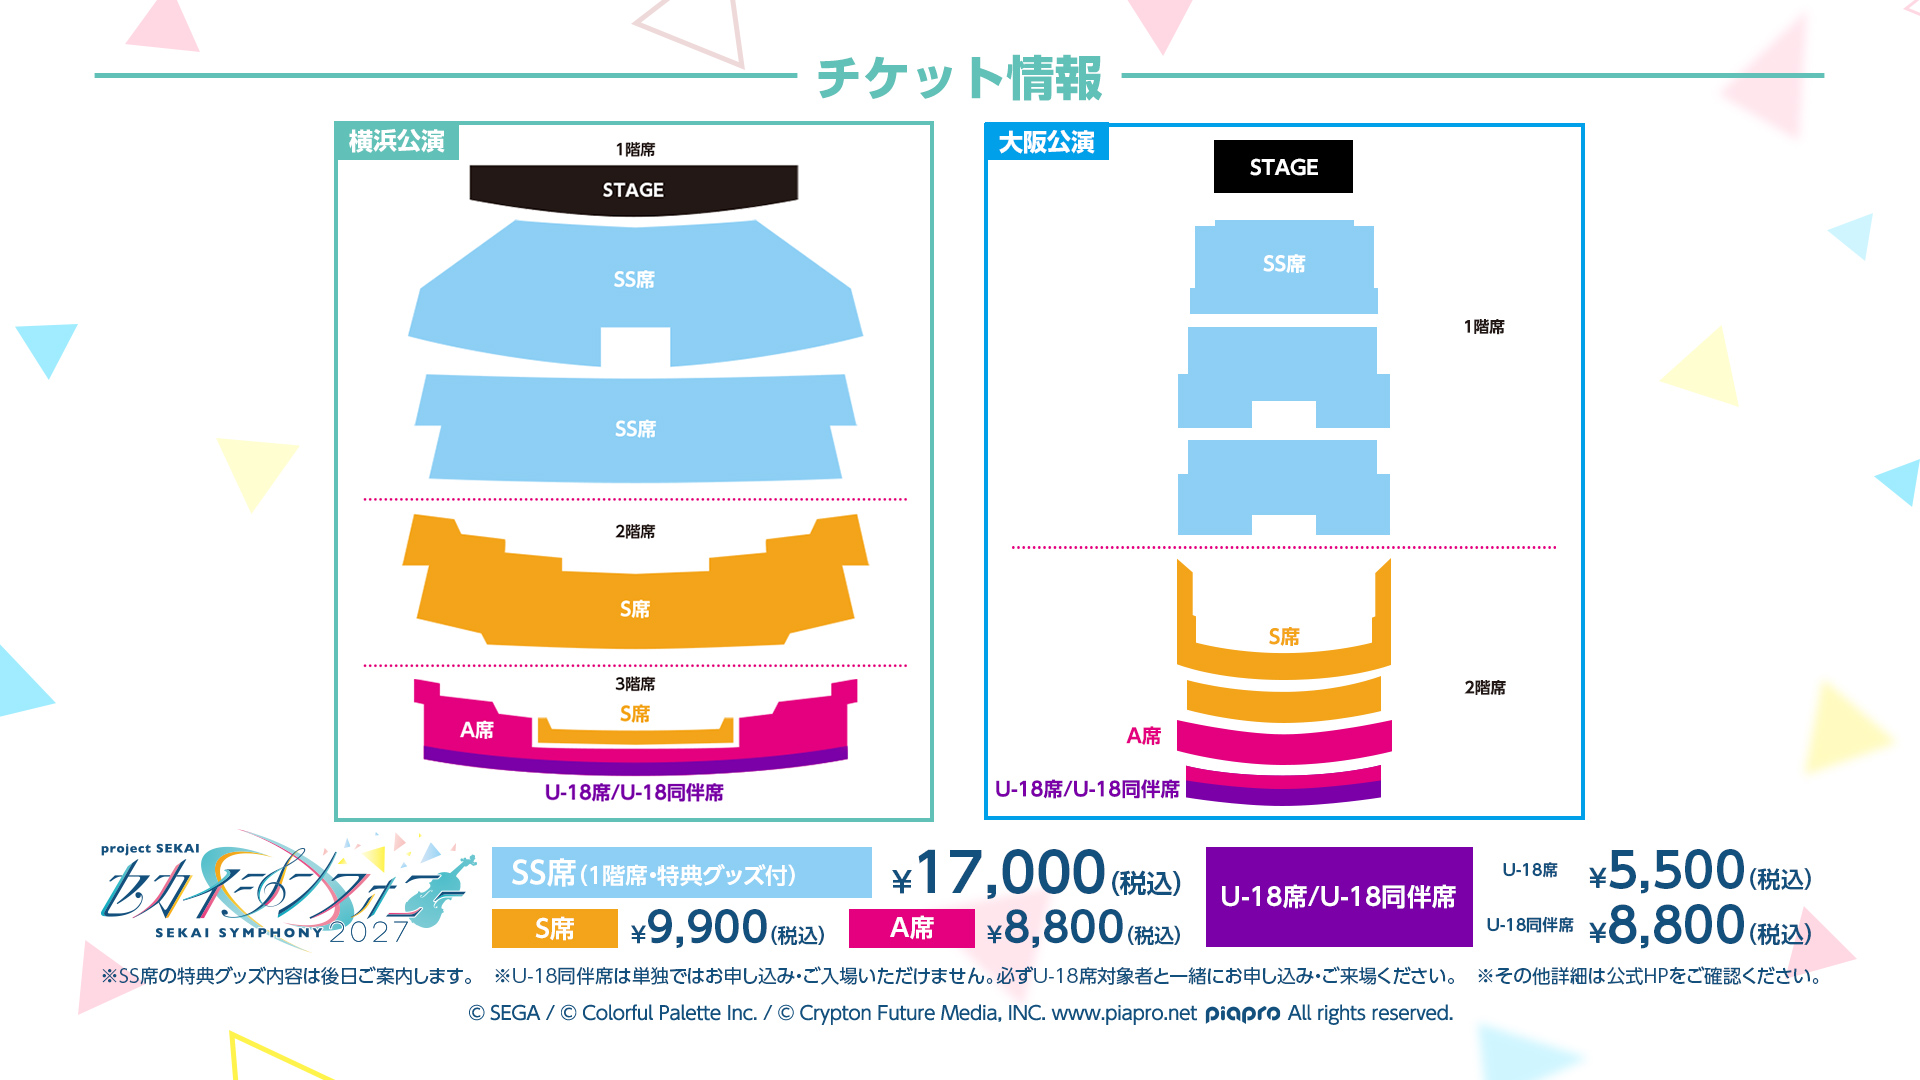 チケット情報
横浜公演
1階席
STAGE
SS席
SS席
2階席
S席
3階席
S席
A席
U-18席/U-18同伴席
大阪公演
STAGE
SS席
1階席
S席
2階席
A席
U-18席/U-18同伴席
project SEKAI
セカイシンフォニー
SEKAI SYMPHONY 2027
SS席(1階席・特典グッズ付) ¥17,000(税込)
S席 ¥9,900(税込) A席 ¥8,800(税込)
U-18席/U-18同伴席
U-18席 ¥5,500(税込)
U-18同伴席 ¥8,800(税込)
※SS席の特典グッズ内容は後日ご案内します。 ※U-18同伴席は単独ではお申し込み・ご入場いただけません。必ずU-18席対象者と一緒にお申し込み・ご来場ください。 ※その他詳細は公式HPをご確認ください。
© SEGA / © Colorful Palette Inc. / © Crypton Future Media, INC. www.piapro.net piapro All rights reserved.